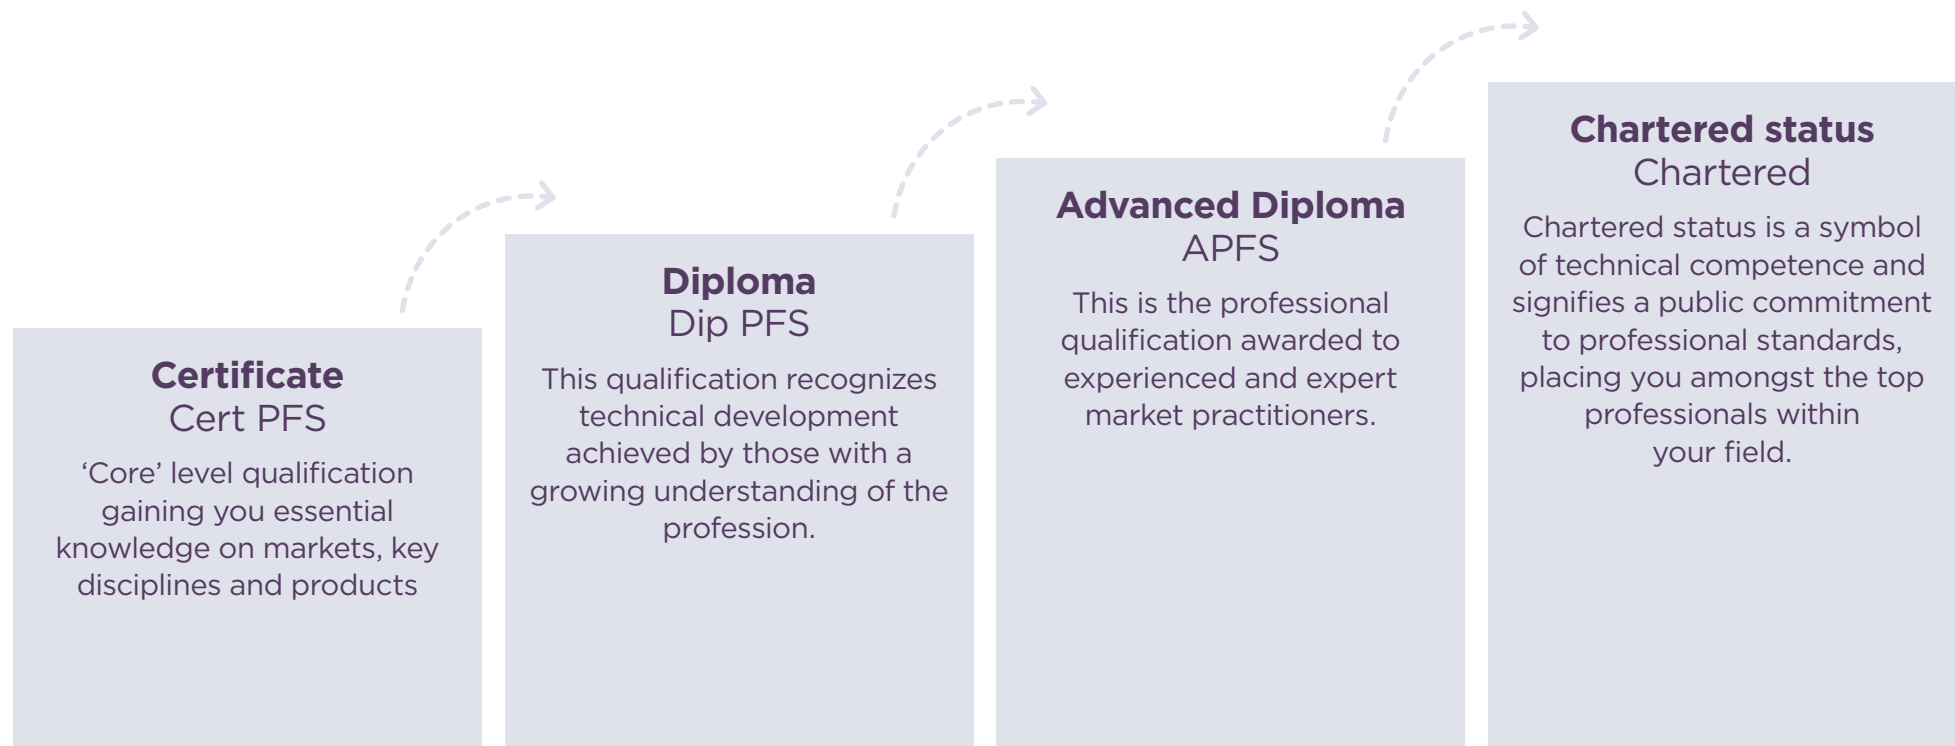 Certificate
Cert PFS
‘Core’ level qualification
gaining you essential
knowledge on markets, key
disciplines and products
Diploma
Dip PFS
This qualification recognizes
technical development
achieved by those with a
growing understanding of the
profession.
Advanced Diploma
APFS
This is the professional
qualification awarded to
experienced and expert
market practitioners.
Chartered status
Chartered
Chartered status is a symbol
of technical competence and
signifies a public commitment
to professional standards,
placing you amongst the top
professionals within
your field.